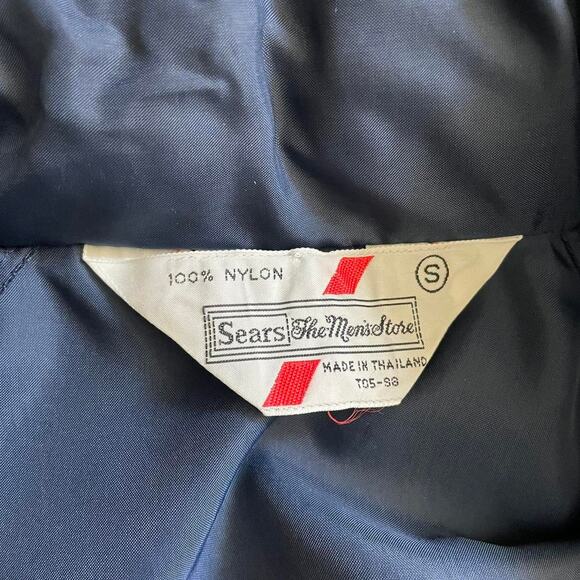 100% NYLON
S
Sears The Men's Store
MADE IN THAILAND
T05-S8